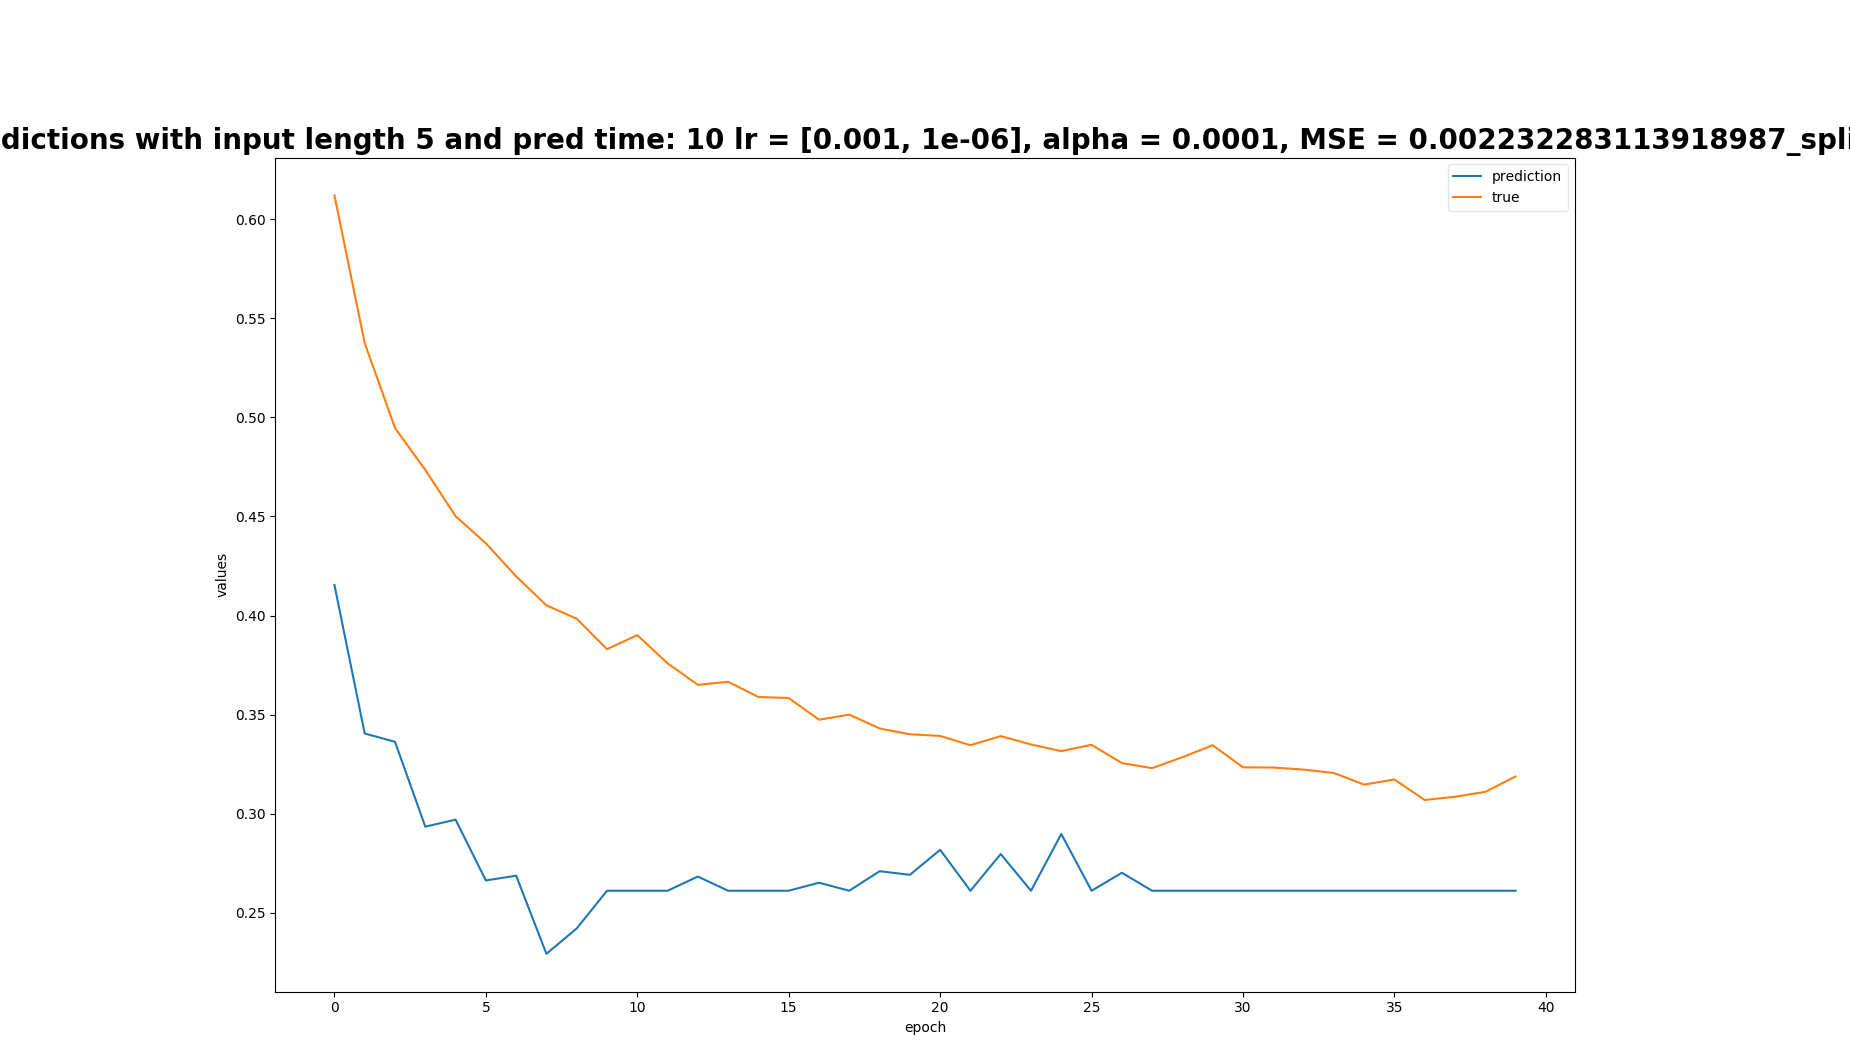 dictions with input length 5 and pred time: 10 lr = [0.001, 1e-06], alpha = 0.0001, MSE = 0.002232283113918987_spli
prediction
true
0.60
0.55
0.50
0.45
0.40
0.35
0.30
0.25
values
0 5 10 15 20 25 30 35 40
epoch